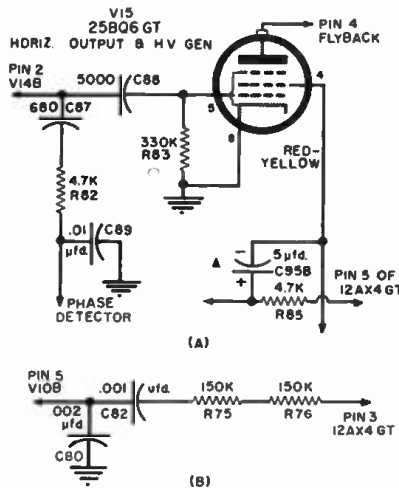 V15
25BQ6 GT
HORIZ. OUTPUT & HV GEN
PIN 4
FLYBACK
PIN 2
V14B
5000
C88
680
C87
5
4
8
330K
R83
RED-
YELLOW
4.7K
R82
.01
µfd.
C89
PHASE
DETECTOR
▲
−
5µfd.
C95B
+
4.7K
R85
PIN 5 OF
12AX4 GT
(A)
PIN 5
V10B
.001
ufd.
C82
150K
R75
150K
R76
PIN 3
12AX4 GT
.002
µfd
C80
(B)